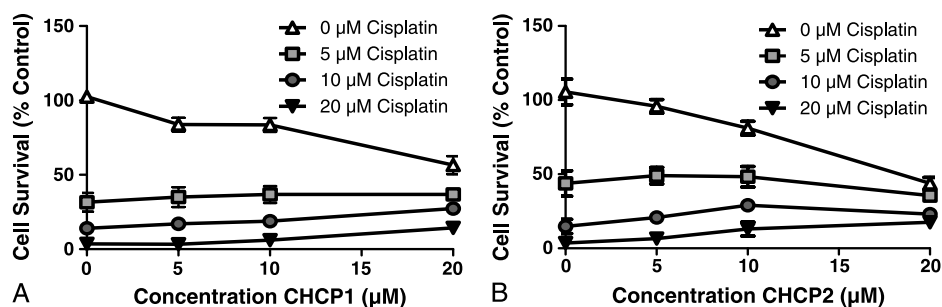 150
100
50
0
Cell Survival (% Control)
0 µM Cisplatin
5 µM Cisplatin
10 µM Cisplatin
20 µM Cisplatin
0 5 10 20
Concentration CHCP1 (µM)
A
150
100
50
0
Cell Survival (% Control)
0 µM Cisplatin
5 µM Cisplatin
10 µM Cisplatin
20 µM Cisplatin
0 5 10 20
Concentration CHCP2 (µM)
B